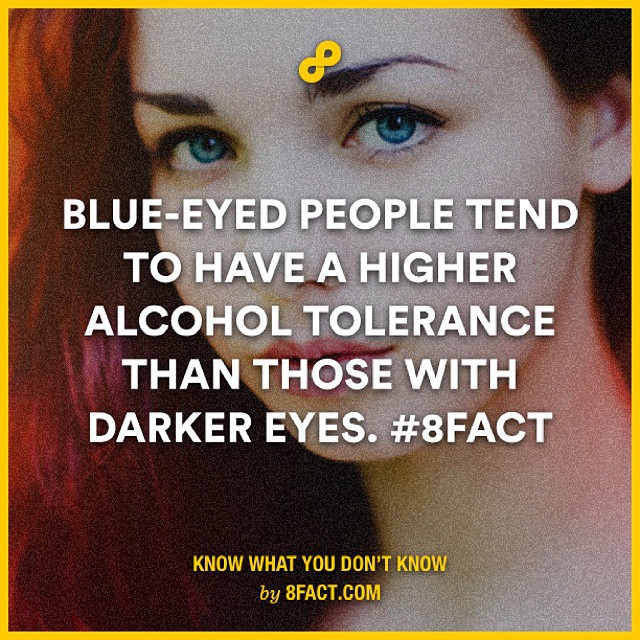 BLUE-EYED PEOPLE TEND
TO HAVE A HIGHER
ALCOHOL TOLERANCE
THAN THOSE WITH
DARKER EYES. #8FACT
KNOW WHAT YOU DON'T KNOW
by 8FACT.COM